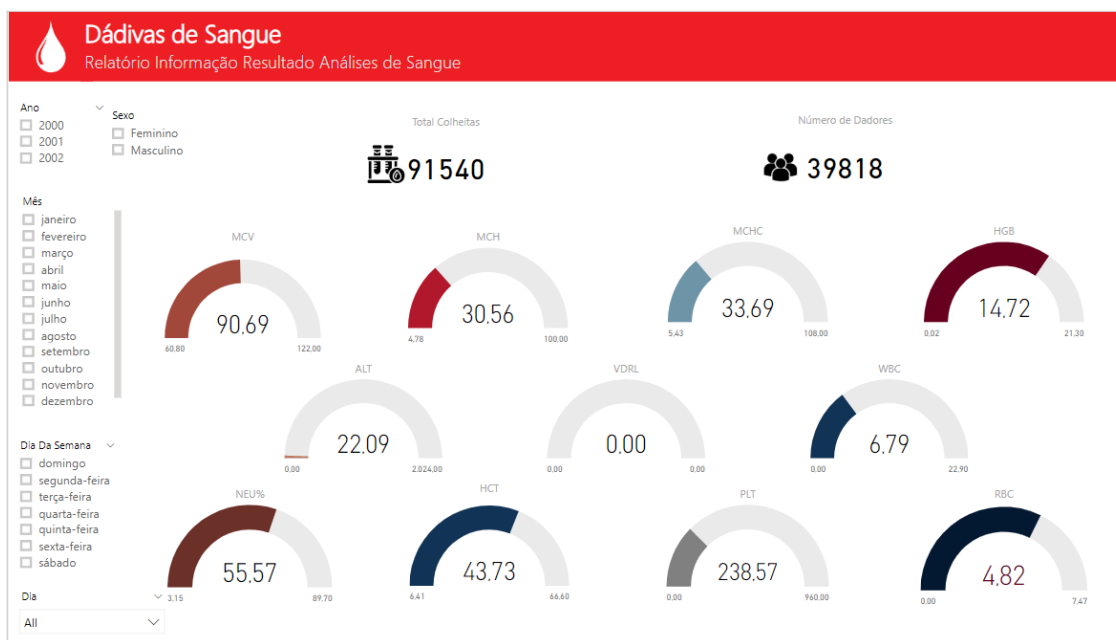 Dádivas de Sangue
Relatório Informação Resultado Análises de Sangue
Ano
2000
2001
2002
Sexo
Feminino
Masculino
Total Colheitas
91540
Número de Dadores
39818
Mês
janeiro
fevereiro
março
abril
maio
junho
julho
agosto
setembro
outubro
novembro
dezembro
MCV
90,69
60,80
122,00
MCH
30,56
4,78
100,00
MCHC
33,69
5,43
108,00
HGB
14,72
0,02
21,30
ALT
22,09
0,00
2.024,00
VDRL
0,00
0,00
0,00
WBC
6,79
0,00
22,90
Dia Da Semana
domingo
segunda-feira
terça-feira
quarta-feira
quinta-feira
sexta-feira
sábado
NEU%
55,57
3,15
89,70
HCT
43,73
6,41
66,60
PLT
238,57
0,00
960,00
RBC
4,82
0,00
7,47
Dia
All